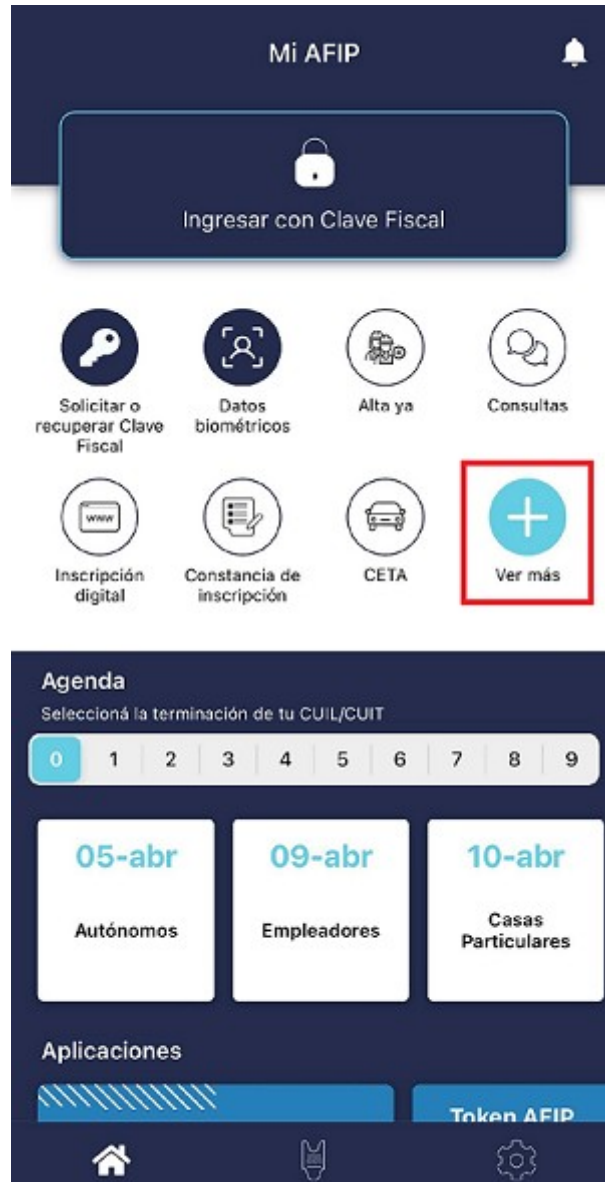 Mi AFIP
Ingresar con Clave Fiscal
Solicitar o
recuperar Clave
Fiscal
Datos
biométricos
Alta ya
Consultas
www
Inscripción
digital
Constancia de
inscripción
CETA
Ver más
Agenda
Seleccioná la terminación de tu CUIL/CUIT
0 1 2 3 4 5 6 7 8 9
05-abr
Autónomos
09-abr
Empleadores
10-abr
Casas
Particulares
Aplicaciones
Token AFIP